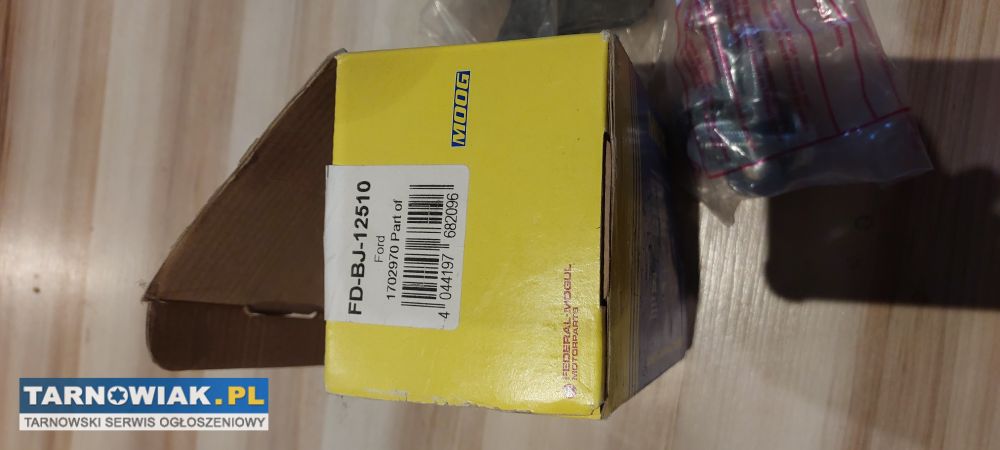 MOOG
FD-BJ-12510
Ford
1702970 Part of
4 044197 682096
FEDERAL-MOGUL
MOTORPARTS
TARNOWIAK.PL
TARNOWSKI SERWIS OGŁOSZENIOWY